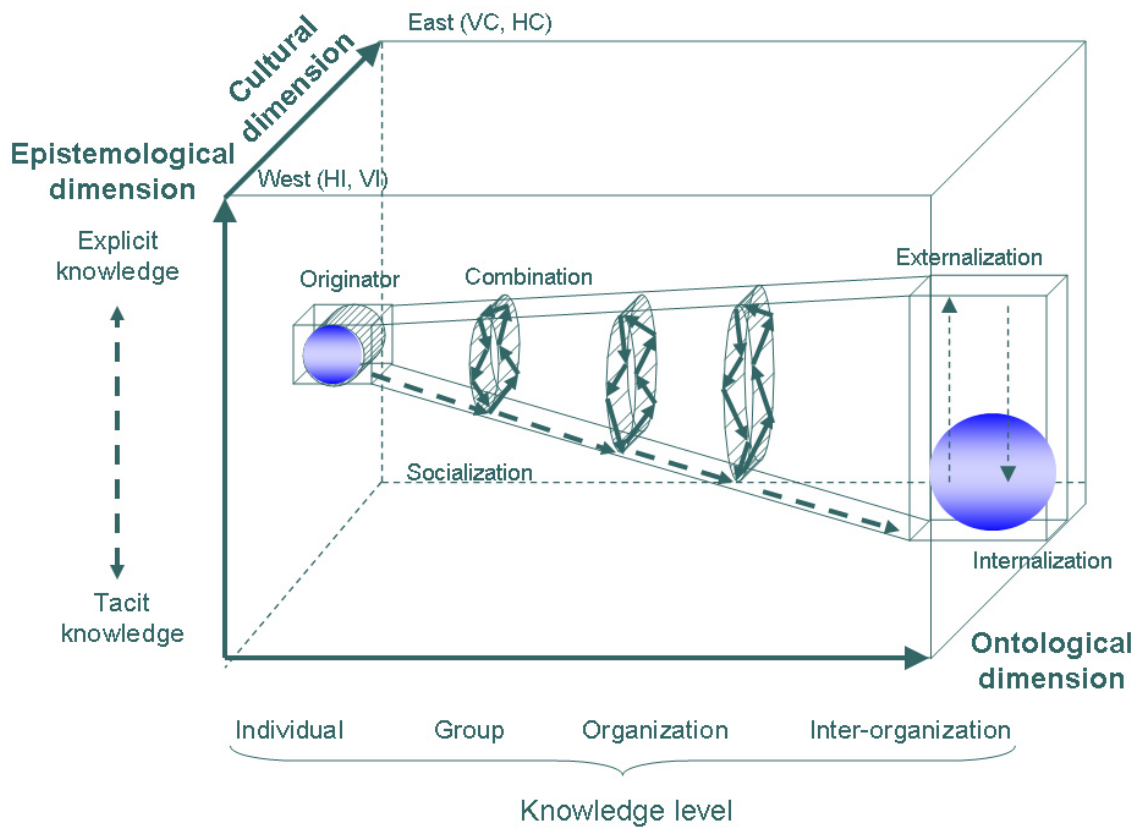 East (VC, HC)
Cultural
dimension
Epistemological
dimension
West (HI, VI)
Explicit
knowledge
Originator
Combination
Externalization
Socialization
Internalization
Tacit
knowledge
Ontological
dimension
Individual
Group
Organization
Inter-organization
Knowledge level